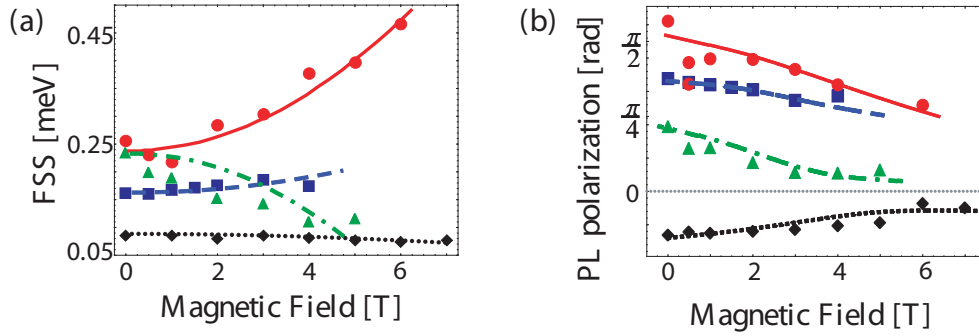 (a)
FSS [meV]
0.45
0.25
0.05
0 2 4 6
Magnetic Field [T]
(b)
PL polarization [rad]
π/2
π/4
0
0 2 4 6
Magnetic Field [T]